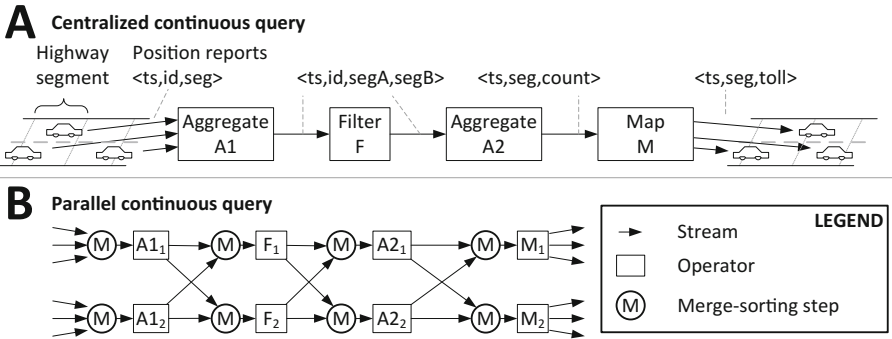 A Centralized continuous query
Highway
segment
Position reports
<ts,id,seg>
<ts,id,segA,segB>
<ts,seg,count>
<ts,seg,toll>
Aggregate
A1
Filter
F
Aggregate
A2
Map
M
B Parallel continuous query
M A1₁ M F₁ M A2₁ M M₁
M A1₂ M F₂ M A2₂ M M₂
LEGEND
Stream
Operator
M Merge-sorting step